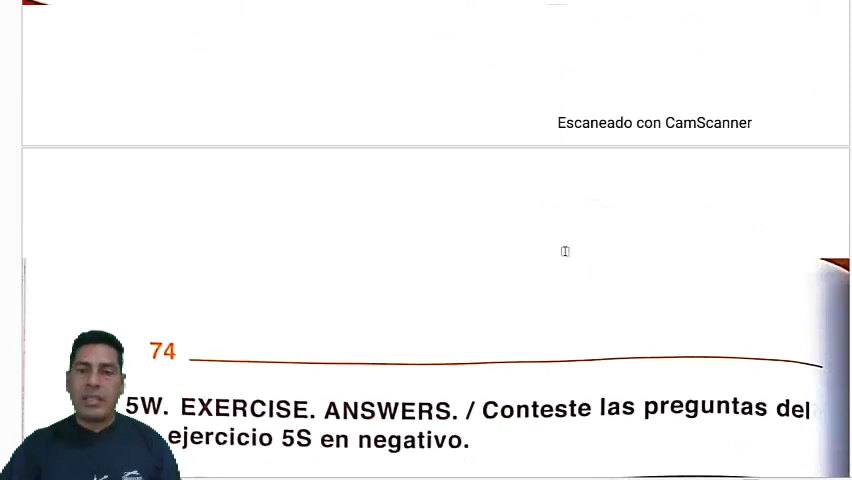 Escaneado con CamScanner
74
5W. EXERCISE. ANSWERS. / Conteste las preguntas del
ejercicio 5S en negativo.